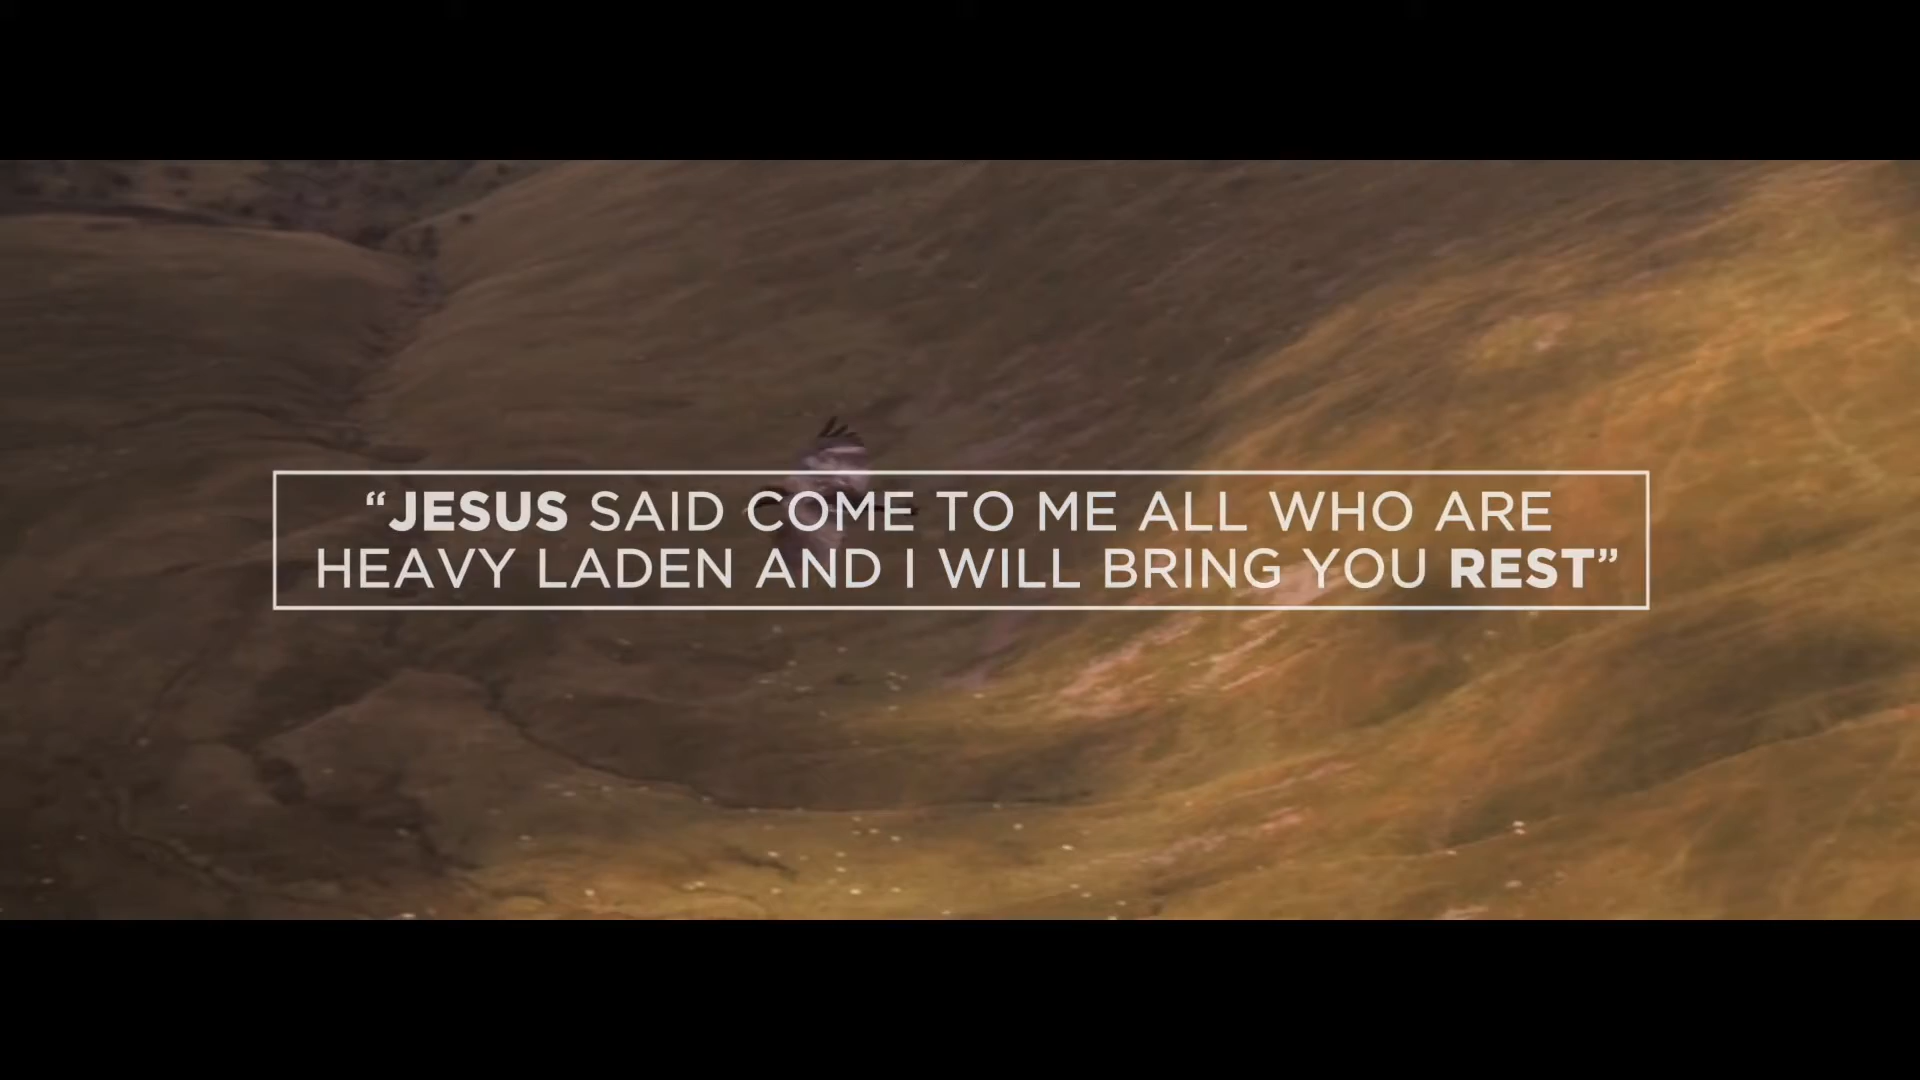 “JESUS SAID COME TO ME ALL WHO ARE
HEAVY LADEN AND I WILL BRING YOU REST”